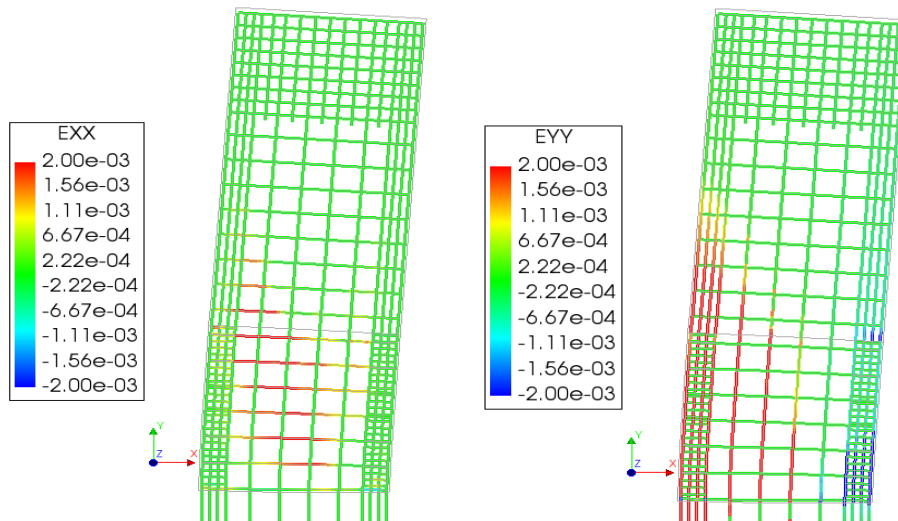 EXX
2.00e-03
1.56e-03
1.11e-03
6.67e-04
2.22e-04
-2.22e-04
-6.67e-04
-1.11e-03
-1.56e-03
-2.00e-03
Y
Z
X
EYY
2.00e-03
1.56e-03
1.11e-03
6.67e-04
2.22e-04
-2.22e-04
-6.67e-04
-1.11e-03
-1.56e-03
-2.00e-03
Y
Z
X